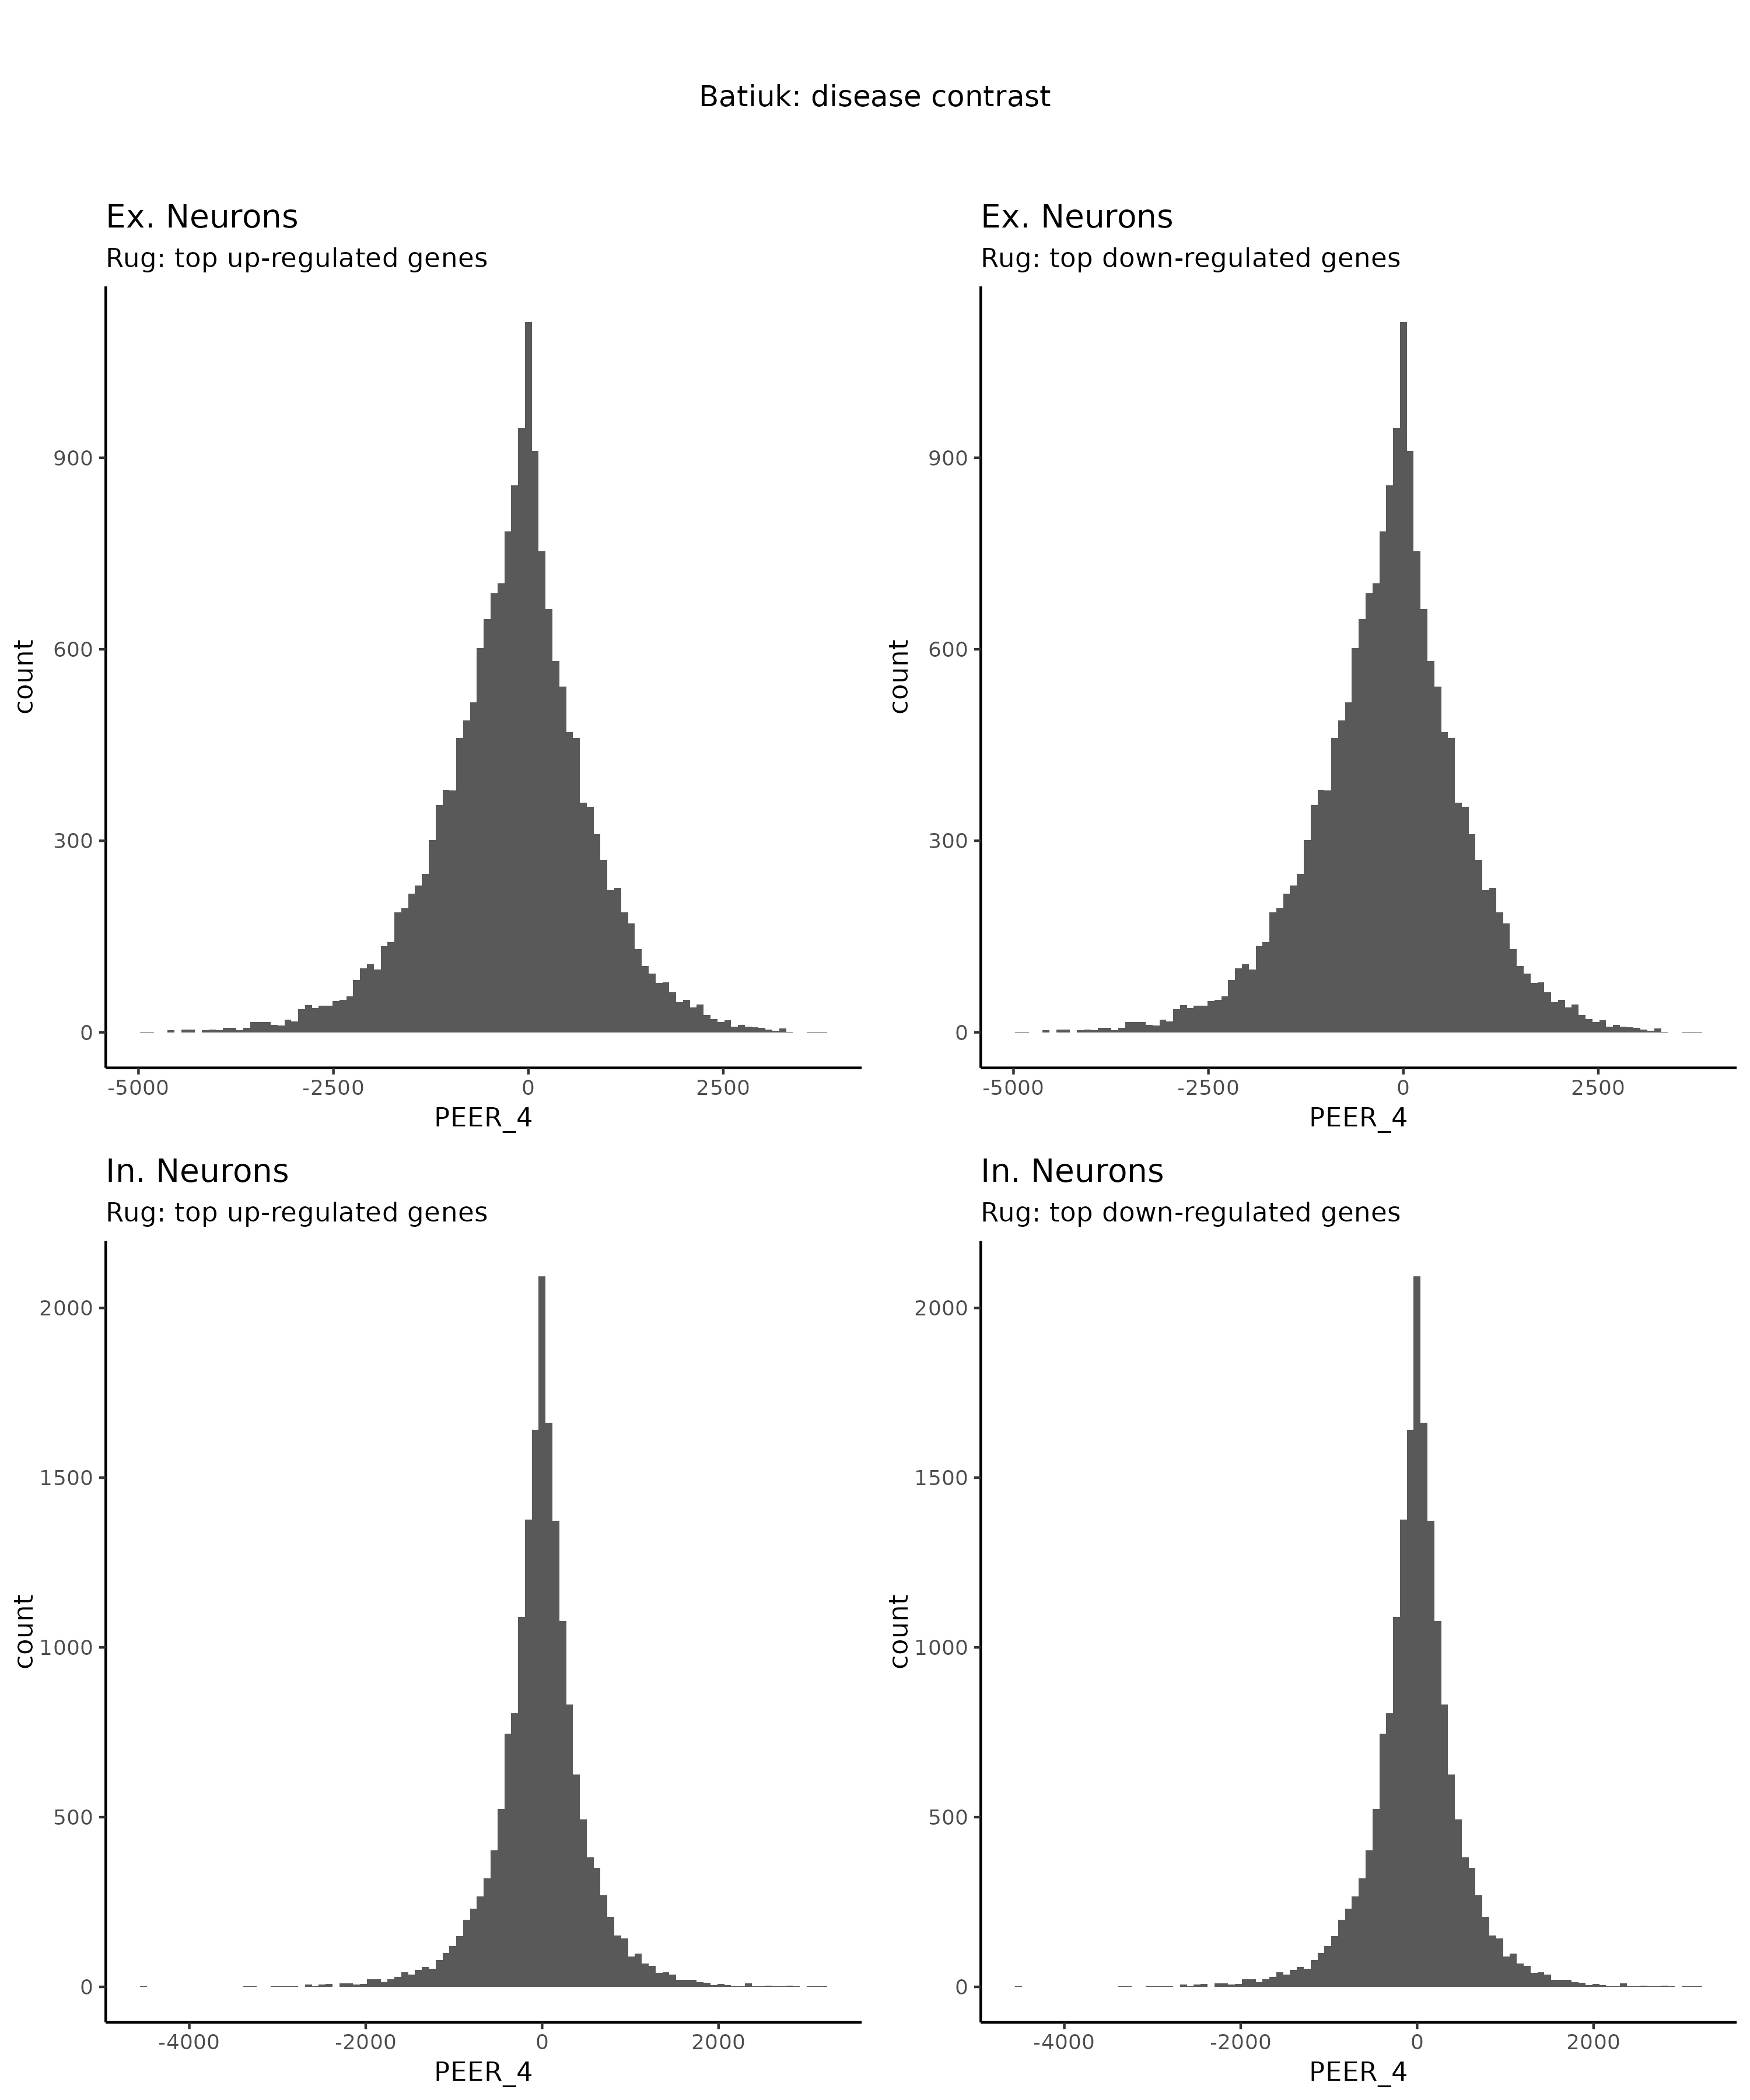 Batiuk: disease contrast
Ex. Neurons
Rug: top up-regulated genes
count
900
600
300
0
-5000
-2500
0
2500
PEER_4
Ex. Neurons
Rug: top down-regulated genes
count
900
600
300
0
-5000
-2500
0
2500
PEER_4
In. Neurons
Rug: top up-regulated genes
count
2000
1500
1000
500
0
-4000
-2000
0
2000
PEER_4
In. Neurons
Rug: top down-regulated genes
count
2000
1500
1000
500
0
-4000
-2000
0
2000
PEER_4